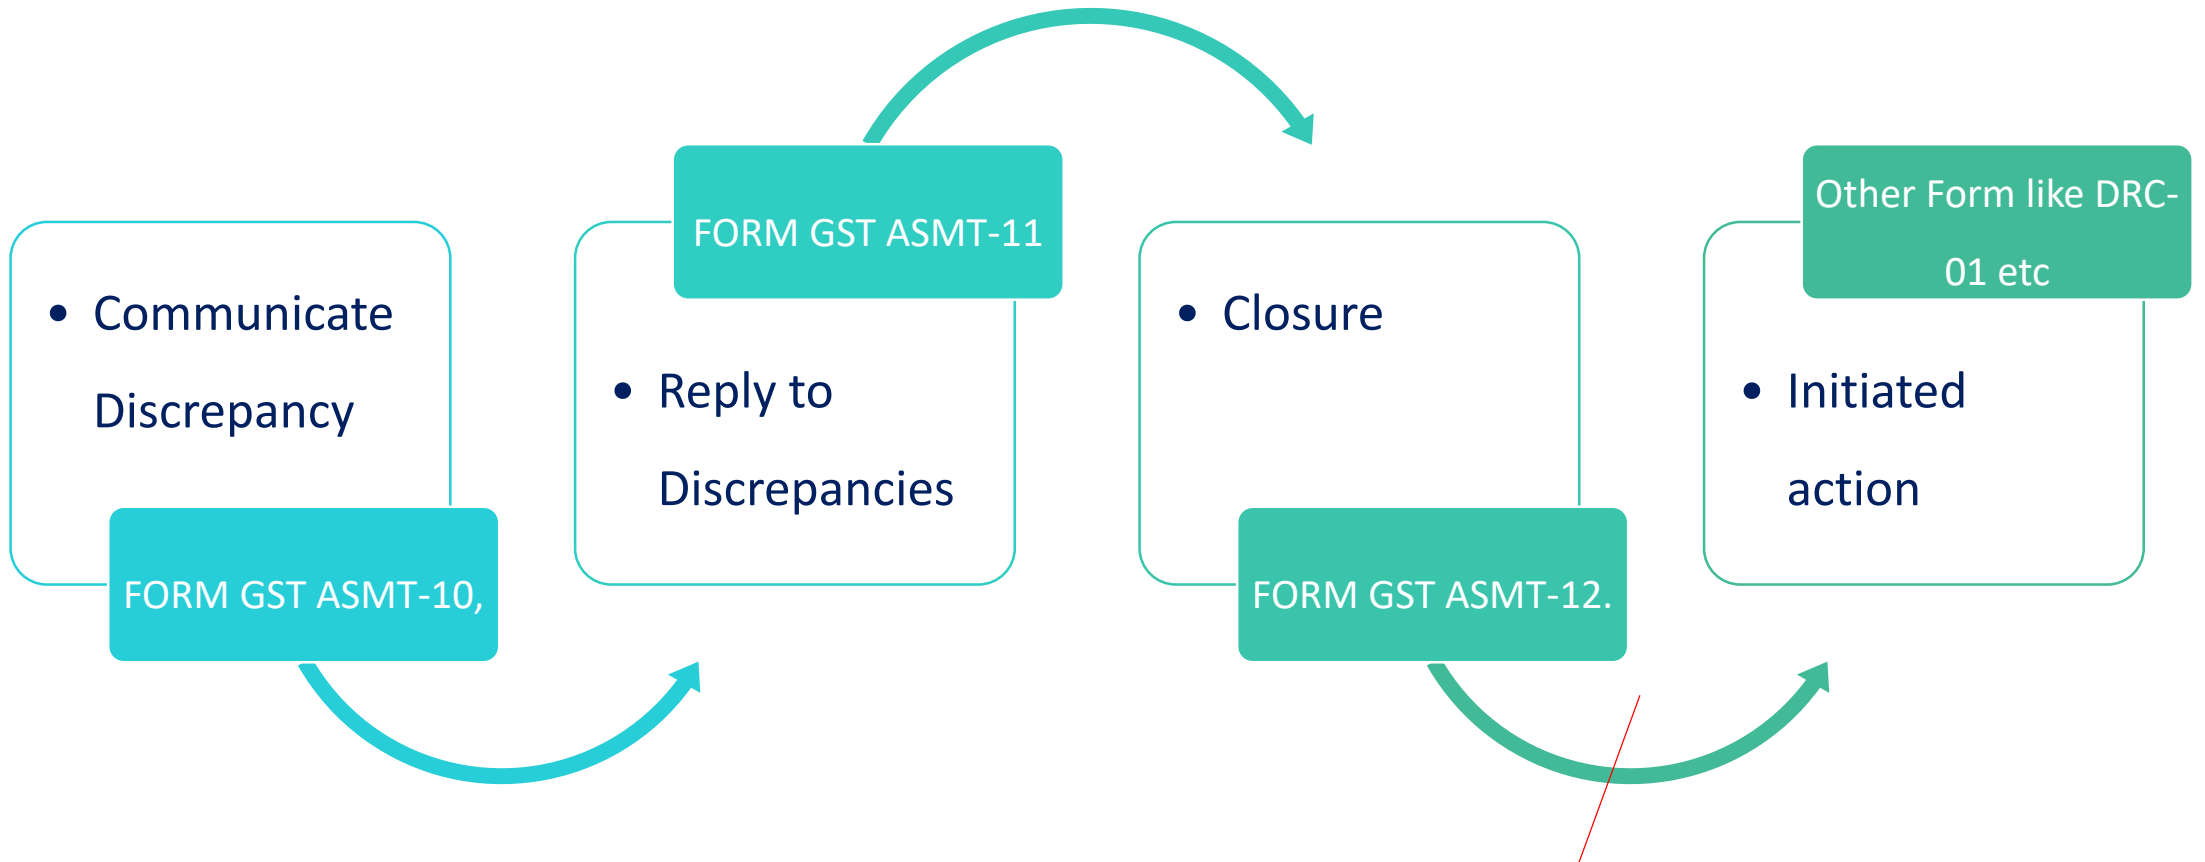 • Communicate
Discrepancy
FORM GST ASMT-10,
FORM GST ASMT-11
• Reply to
Discrepancies
• Closure
FORM GST ASMT-12.
Other Form like DRC-
01 etc
• Initiated
action